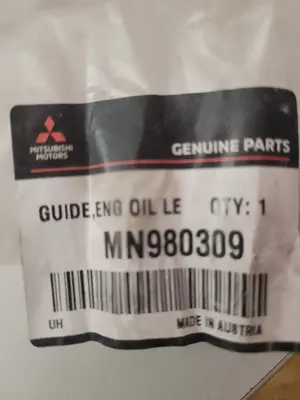 MITSUBISHI
MOTORS
GENUINE PARTS
GUIDE,ENG OIL LE QTY: 1
MN980309
UH
MADE IN AUSTRIA